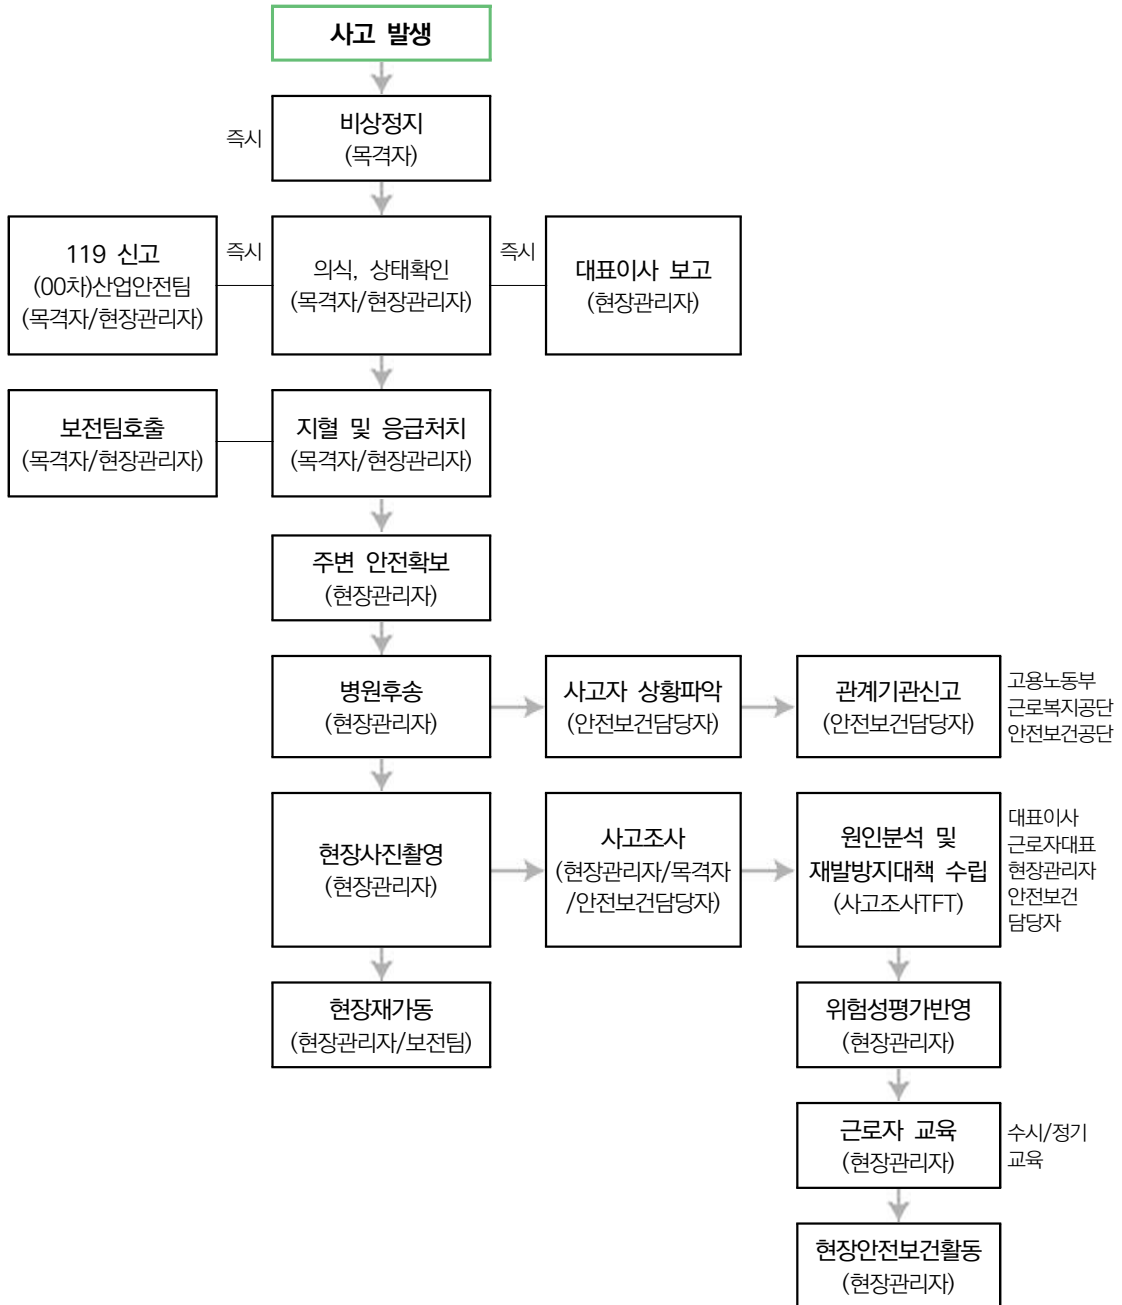 사고 발생
즉시
비상정지
(목격자)
119 신고
(00차)산업안전팀
(목격자/현장관리자)
즉시
의식, 상태확인
(목격자/현장관리자)
즉시
대표이사 보고
(현장관리자)
보전팀호출
(목격자/현장관리자)
지혈 및 응급처치
(목격자/현장관리자)
주변 안전확보
(현장관리자)
병원후송
(현장관리자)
사고자 상황파악
(안전보건담당자)
관계기관신고
(안전보건담당자)
고용노동부
근로복지공단
안전보건공단
현장사진촬영
(현장관리자)
사고조사
(현장관리자/목격자
/안전보건담당자)
원인분석 및
재발방지대책 수립
(사고조사TFT)
대표이사
근로자대표
현장관리자
안전보건
담당자
현장재가동
(현장관리자/보전팀)
위험성평가반영
(현장관리자)
근로자 교육
(현장관리자)
수시/정기
교육
현장안전보건활동
(현장관리자)